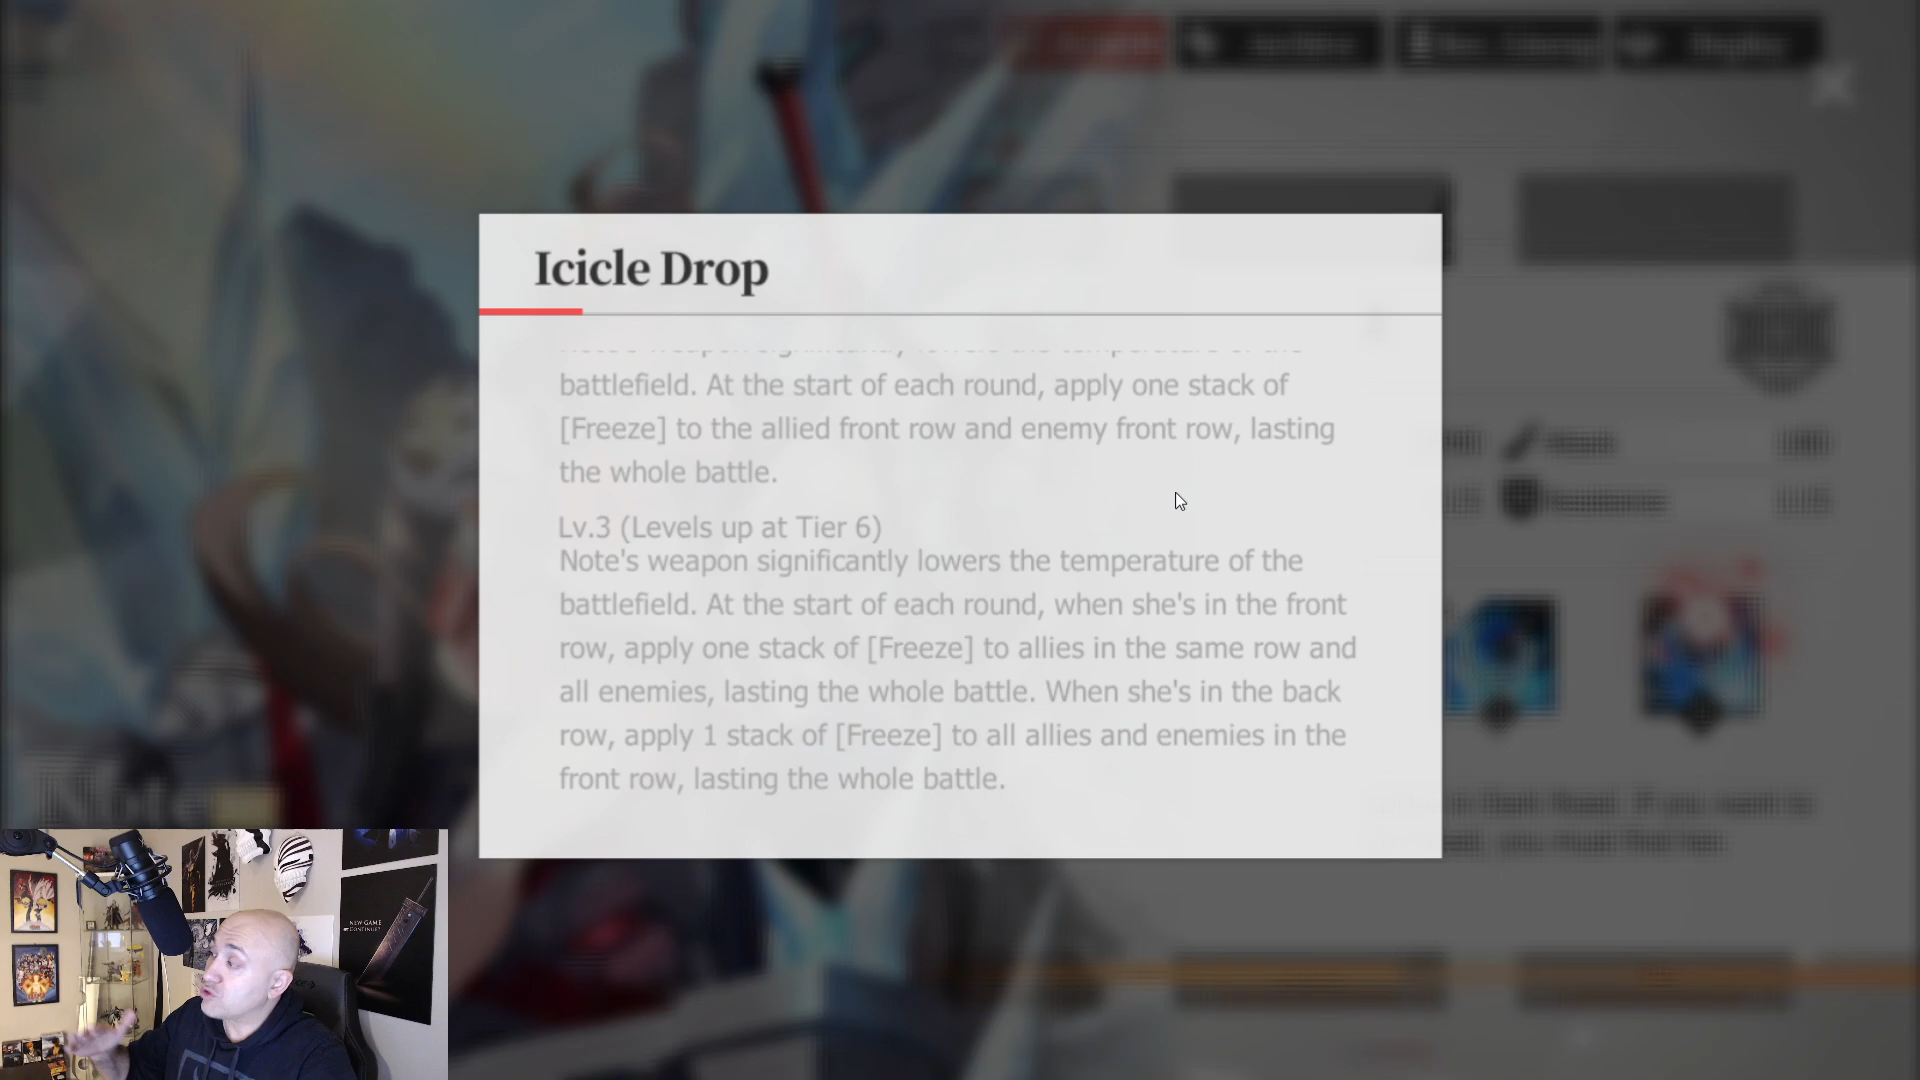 Icicle Drop
battlefield. At the start of each round, apply one stack of
[Freeze] to the allied front row and enemy front row, lasting
the whole battle.
Lv.3 (Levels up at Tier 6)
Note's weapon significantly lowers the temperature of the
battlefield. At the start of each round, when she's in the front
row, apply one stack of [Freeze] to allies in the same row and
all enemies, lasting the whole battle. When she's in the back
row, apply 1 stack of [Freeze] to all allies and enemies in the
front row, lasting the whole battle.
Note
NEW GAME
CONTINUE?